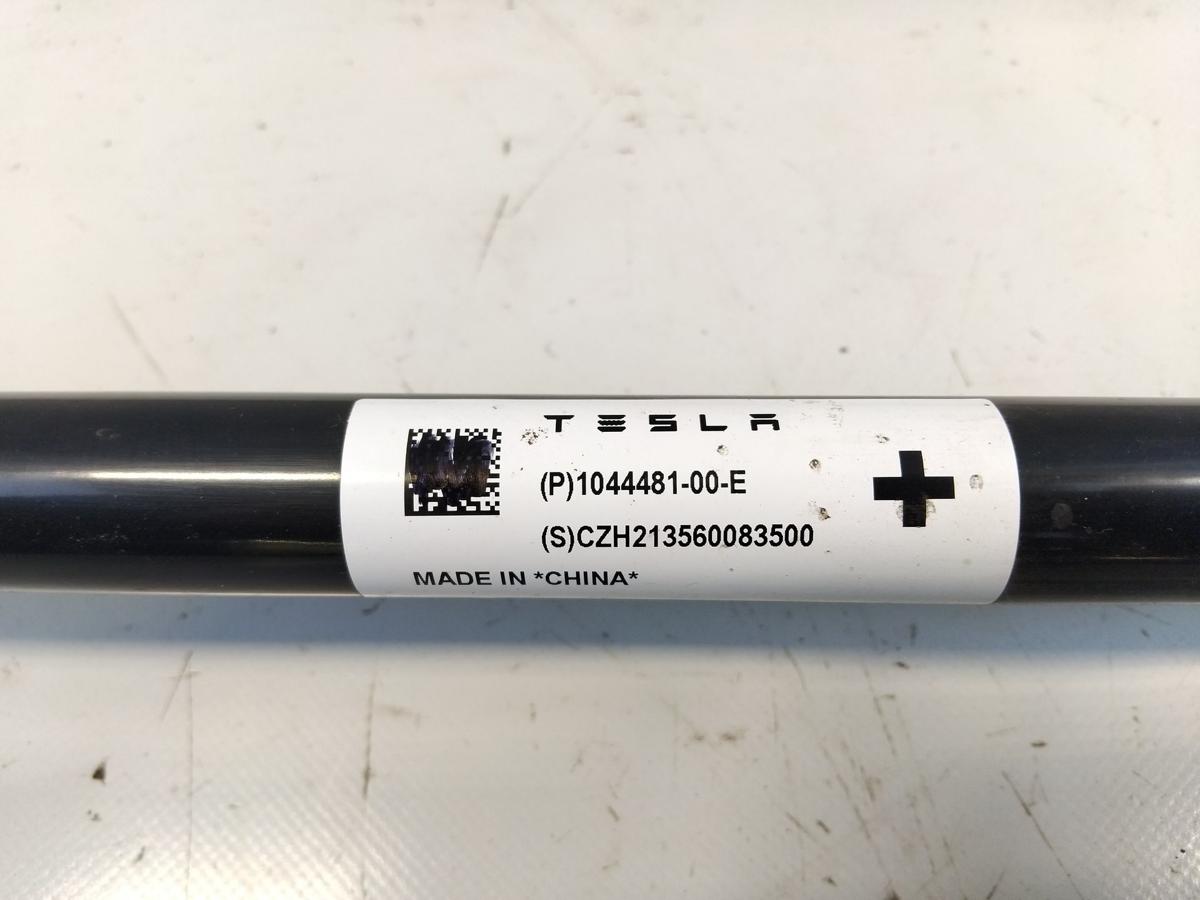 TESLA
(P)1044481-00-E
(S)CZH213560083500
MADE IN *CHINA*